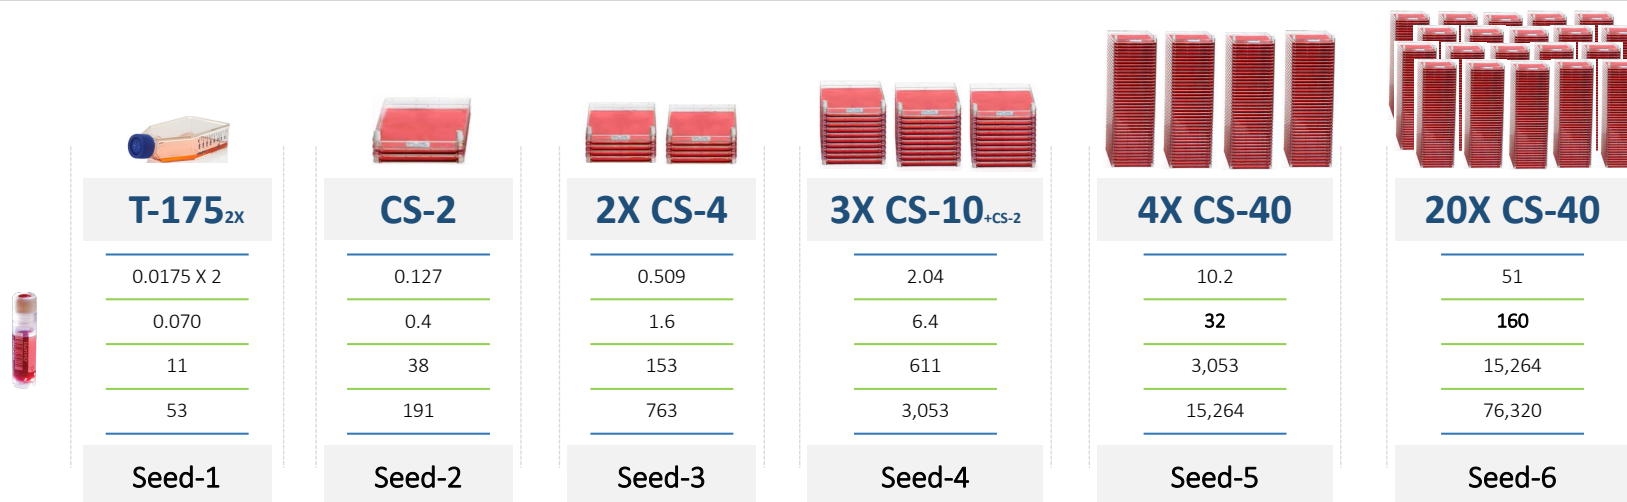 T-175 2X CS-2 2X CS-4 3X CS-10 +CS-2 4X CS-40 20X CS-40
0.0175 X 2 0.127 0.509 2.04 10.2 51
0.070 0.4 1.6 6.4 32 160
11 38 153 611 3,053 15,264
53 191 763 3,053 15,264 76,320
Seed-1 Seed-2 Seed-3 Seed-4 Seed-5 Seed-6